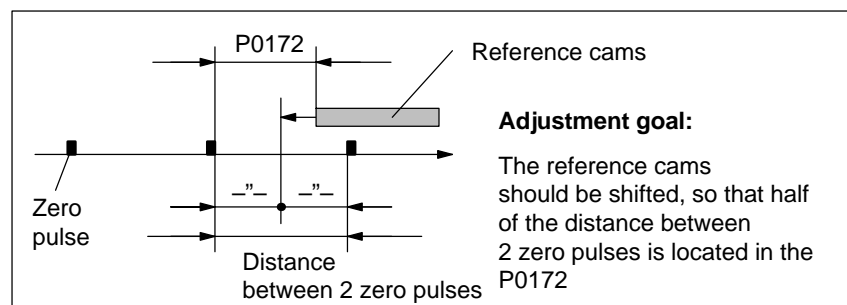 P0172
Reference cams
Adjustment goal:
The reference cams
should be shifted, so that half
of the distance between
2 zero pulses is located in the
P0172
Zero
pulse
–”– –”–
Distance
between 2 zero pulses